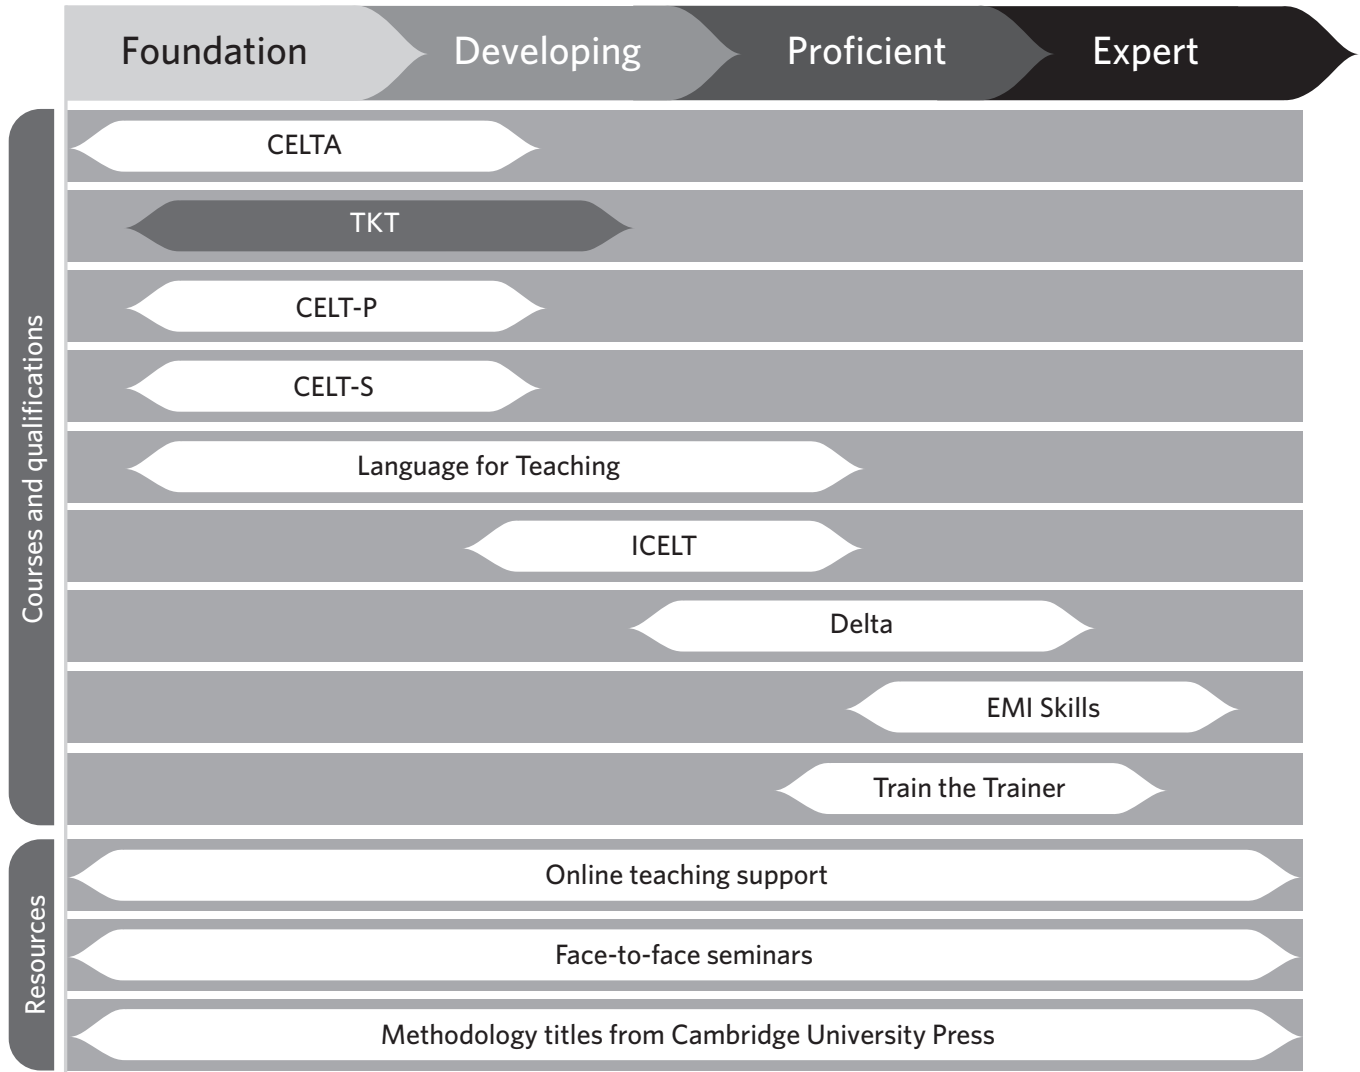 Foundation
Developing
Proficient
Expert
Courses and qualifications
CELTA
TKT
CELT-P
CELT-S
Language for Teaching
ICELT
Delta
EMI Skills
Train the Trainer
Resources
Online teaching support
Face-to-face seminars
Methodology titles from Cambridge University Press